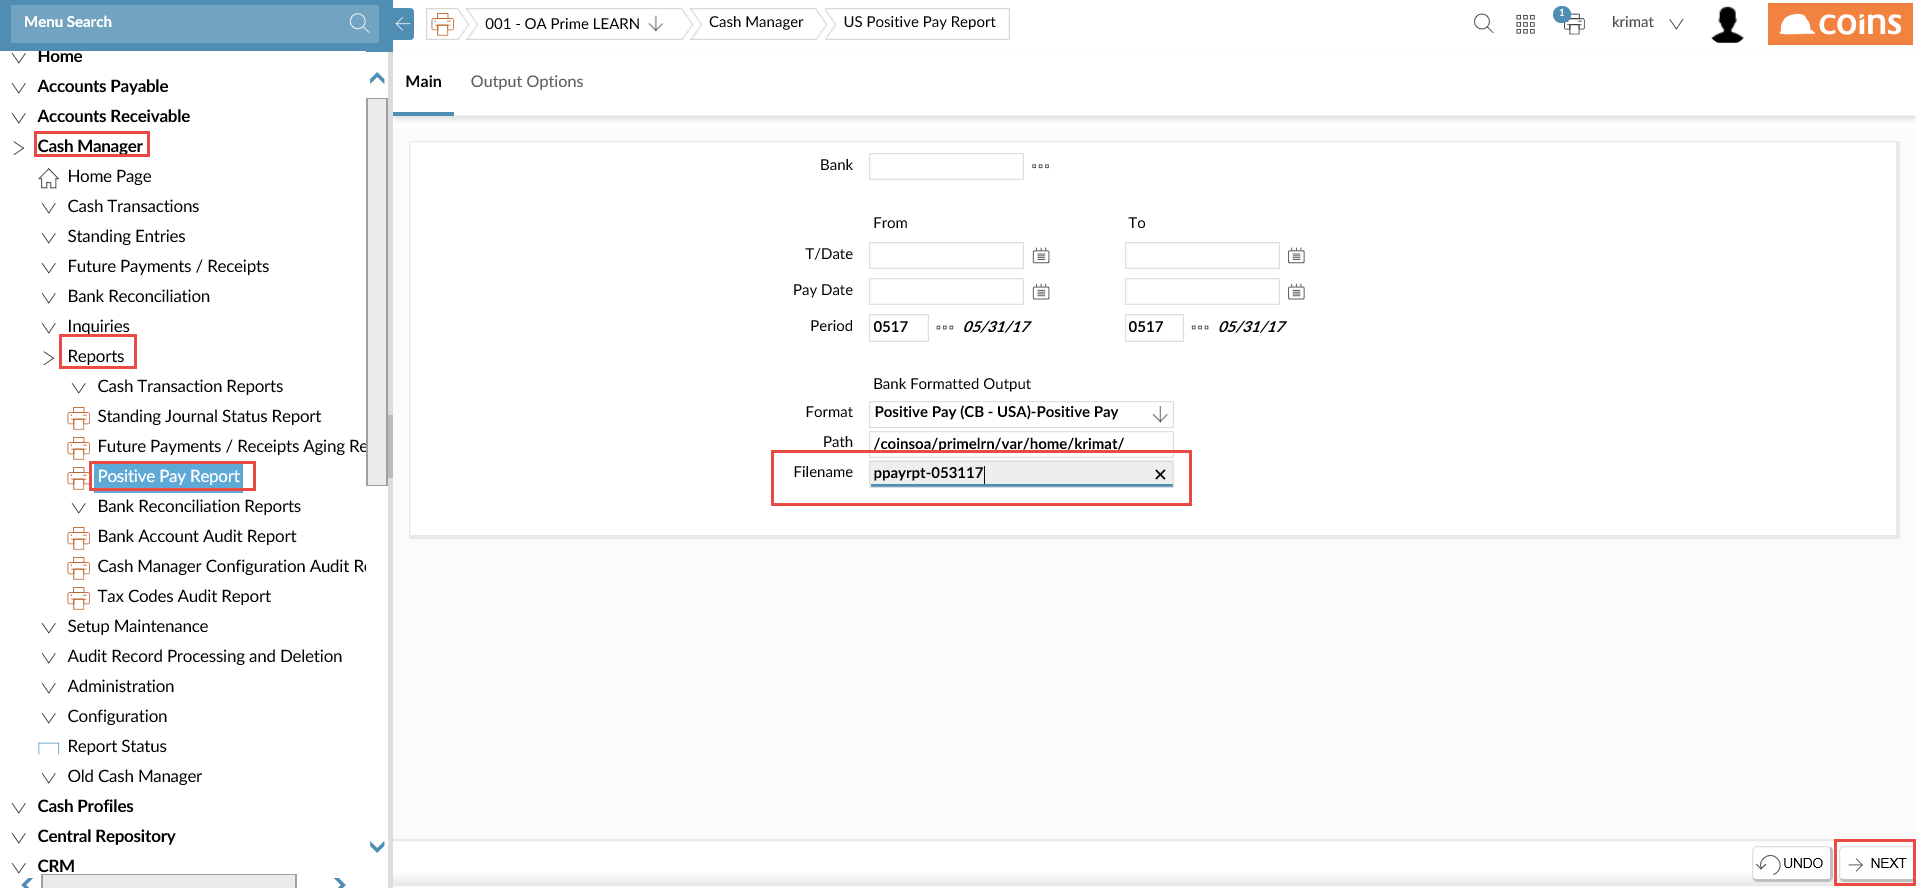 Menu Search
001 - OA Prime LEARN
Cash Manager
US Positive Pay Report
1
krimat
coins
Home
Accounts Payable
Accounts Receivable
Cash Manager
Home Page
Cash Transactions
Standing Entries
Future Payments / Receipts
Bank Reconciliation
Inquiries
Reports
Cash Transaction Reports
Standing Journal Status Report
Future Payments / Receipts Aging Re
Positive Pay Report
Bank Reconciliation Reports
Bank Account Audit Report
Cash Manager Configuration Audit Re
Tax Codes Audit Report
Setup Maintenance
Audit Record Processing and Deletion
Administration
Configuration
Report Status
Old Cash Manager
Cash Profiles
Central Repository
CRM
Main Output Options
Bank
From To
T/Date
Pay Date
Period 0517 05/31/17 0517 05/31/17
Bank Formatted Output
Format Positive Pay (CB - USA)-Positive Pay
Path /coinsoa/primelrn/var/home/krimat/
Filename ppayrpt-053117
UNDO NEXT